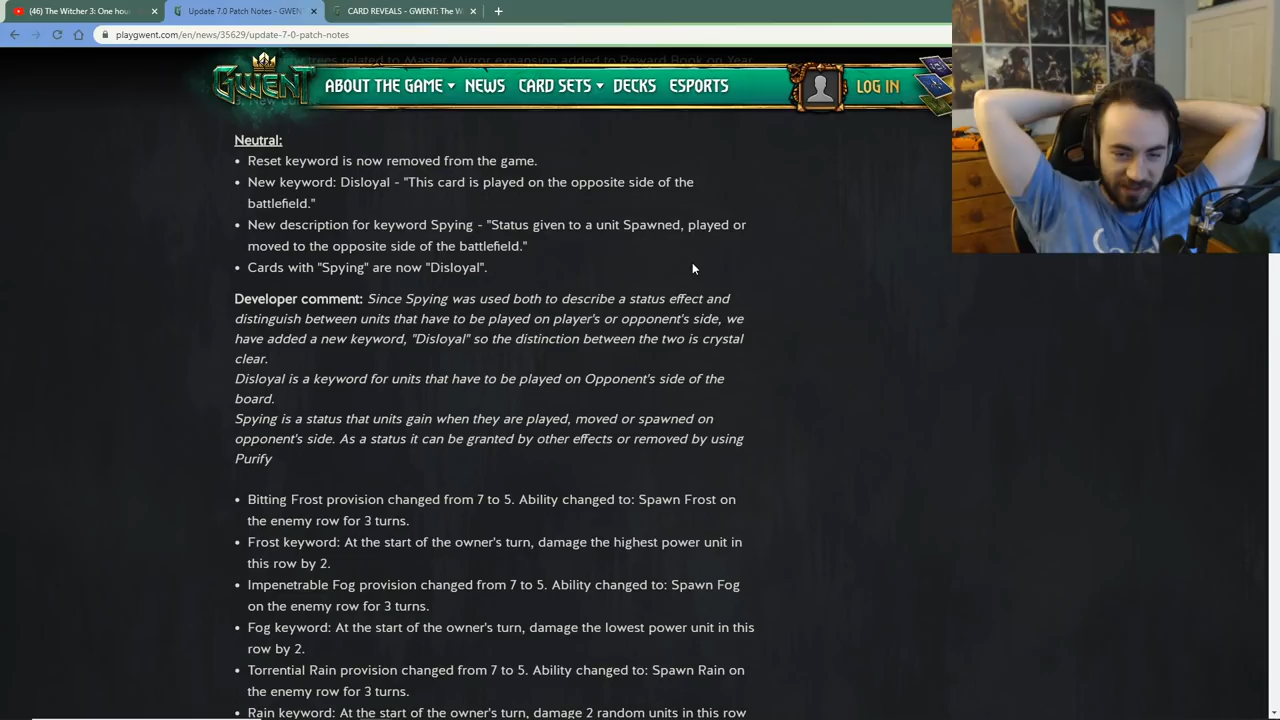 (46) The Witcher 3: One hou
Update 7.0 Patch Notes - GWENT
CARD REVEALS - GWENT: The W
playgwent.com/en/news/35629/update-7-0-patch-notes
trees related to Master Mirror expansion added to Reward Book on Year
GWENT
ABOUT THE GAME
NEWS
CARD SETS
DECKS
ESPORTS
LOG IN
Neutral:
• Reset keyword is now removed from the game.
• New keyword: Disloyal - "This card is played on the opposite side of the
battlefield."
• New description for keyword Spying - "Status given to a unit Spawned, played or
moved to the opposite side of the battlefield."
• Cards with "Spying" are now "Disloyal".
Developer comment: Since Spying was used both to describe a status effect and
distinguish between units that have to be played on player's or opponent's side, we
have added a new keyword, "Disloyal" so the distinction between the two is crystal
clear.
Disloyal is a keyword for units that have to be played on Opponent's side of the
board.
Spying is a status that units gain when they are played, moved or spawned on
opponent's side. As a status it can be granted by other effects or removed by using
Purify
• Bitting Frost provision changed from 7 to 5. Ability changed to: Spawn Frost on
the enemy row for 3 turns.
• Frost keyword: At the start of the owner's turn, damage the highest power unit in
this row by 2.
• Impenetrable Fog provision changed from 7 to 5. Ability changed to: Spawn Fog
on the enemy row for 3 turns.
• Fog keyword: At the start of the owner's turn, damage the lowest power unit in this
row by 2.
• Torrential Rain provision changed from 7 to 5. Ability changed to: Spawn Rain on
the enemy row for 3 turns.
• Rain keyword: At the start of the owner's turn, damage 2 random units in this row